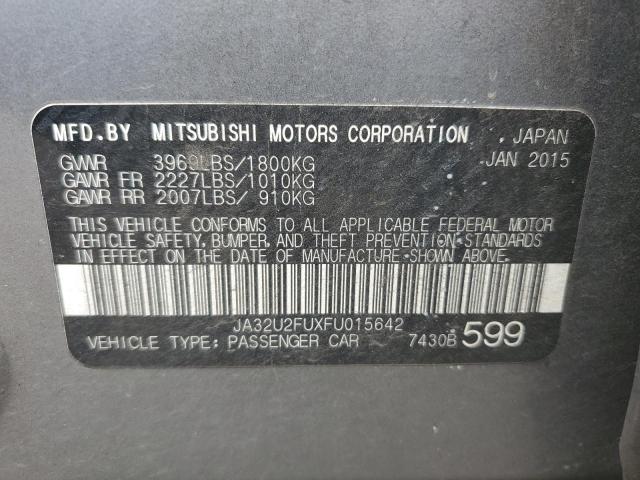 MFD.BY MITSUBISHI MOTORS CORPORATION JAPAN
GVWR 3969LBS/1800KG JAN 2015
GAWR FR 2227LBS/1010KG
GAWR RR 2007LBS/ 910KG
THIS VEHICLE CONFORMS TO ALL APPLICABLE FEDERAL MOTOR
VEHICLE SAFETY, BUMPER, AND THEFT PREVENTION STANDARDS
IN EFFECT ON THE DATE OF MANUFACTURE SHOWN ABOVE.
JA32U2FUXFU015642
VEHICLE TYPE: PASSENGER CAR 7430B 599